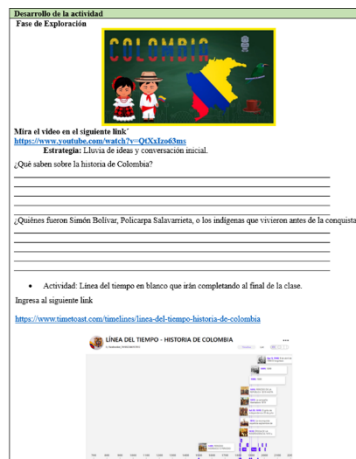 Desarrollo de la actividad
Fase de Exploración
COLOMBIA
Mira el video en el siguiente link´
https://www.youtube.com/watch?v=QtXxIzo63ms
Estrategia: Lluvia de ideas y conversación inicial.
¿Qué saben sobre la historia de Colombia?
¿Quiénes fueron Simón Bolívar, Policarpa Salavarrieta, o los indígenas que vivieron antes de la conquista
• Actividad: Línea del tiempo en blanco que irán completando al final de la clase.
Ingresa al siguiente link
https://www.timetoast.com/timelines/linea-del-tiempo-historia-de-colombia
LÍNEA DEL TIEMPO - HISTORIA DE COLOMBIA